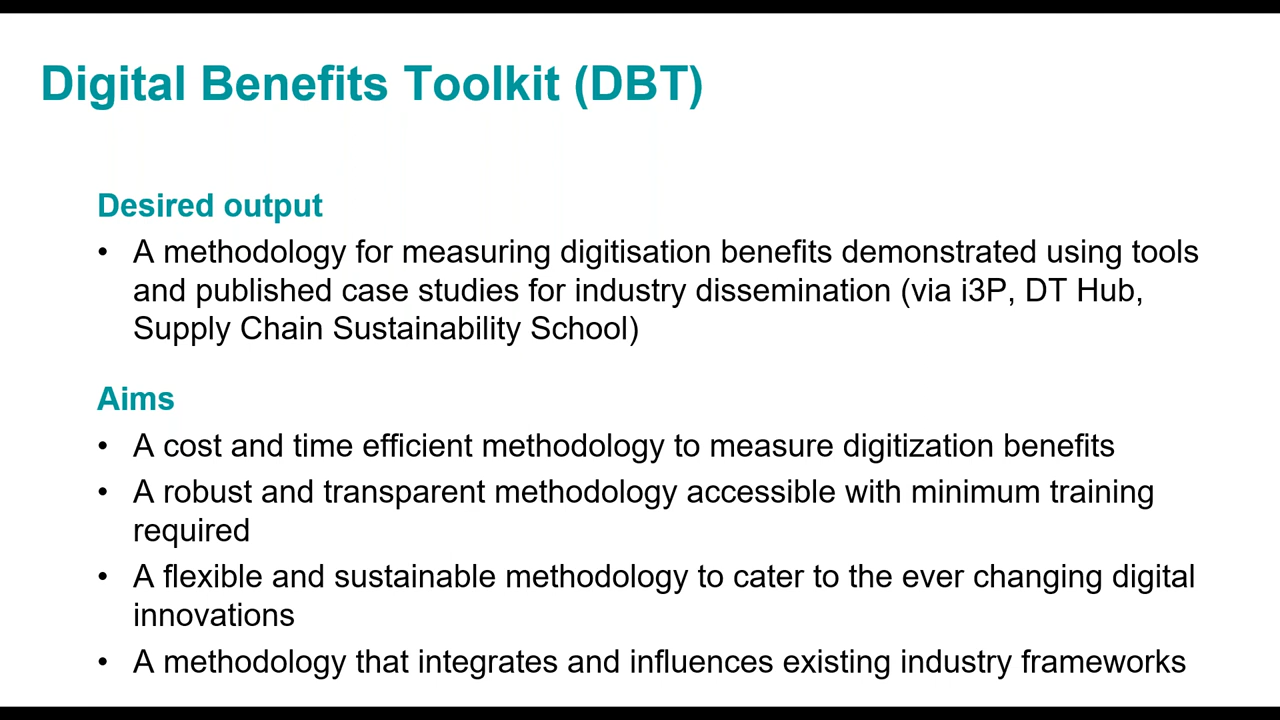 Digital Benefits Toolkit (DBT)
Desired output
• A methodology for measuring digitisation benefits demonstrated using tools
and published case studies for industry dissemination (via i3P, DT Hub,
Supply Chain Sustainability School)
Aims
• A cost and time efficient methodology to measure digitization benefits
• A robust and transparent methodology accessible with minimum training
required
• A flexible and sustainable methodology to cater to the ever changing digital
innovations
• A methodology that integrates and influences existing industry frameworks